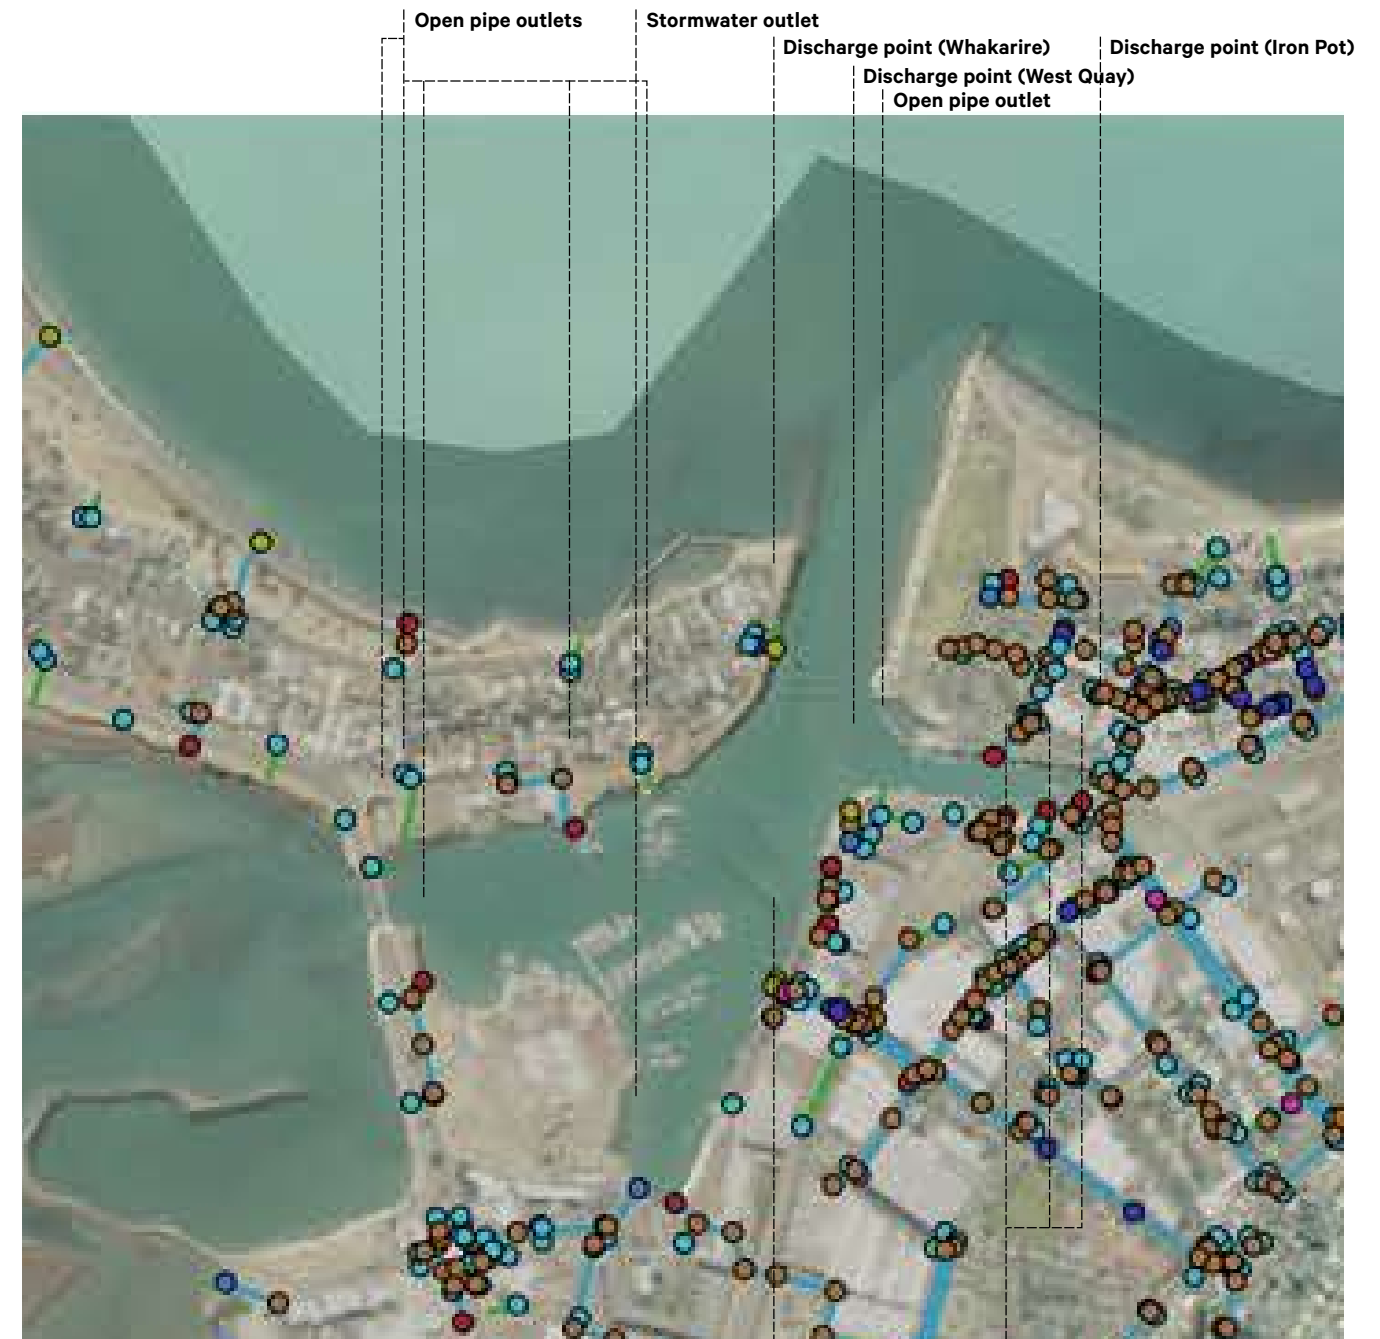 Open pipe outlets
Stormwater outlet
Discharge point (Whakarire)
Discharge point (Iron Pot)
Discharge point (West Quay)
Open pipe outlet